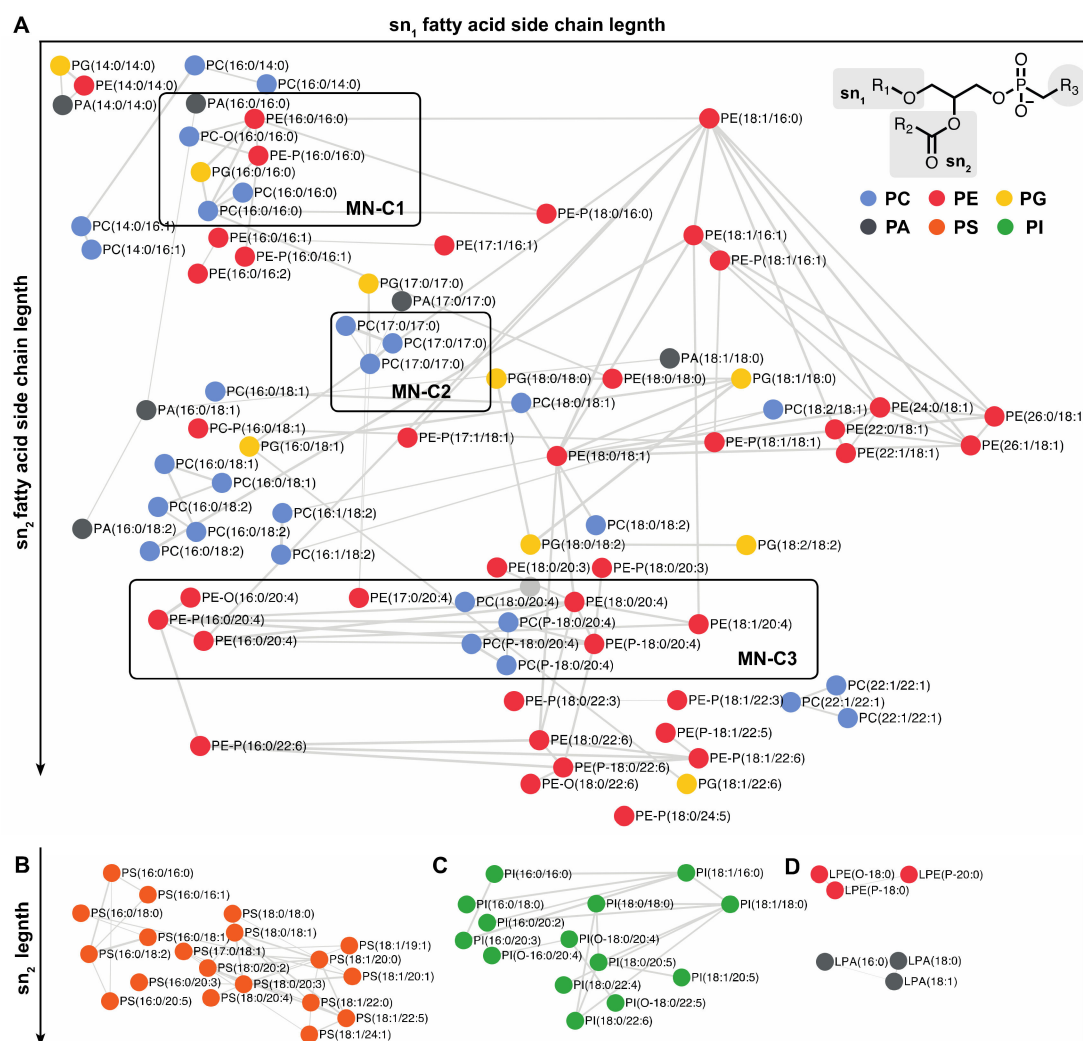 A
sn1 fatty acid side chain legnth
sn2 fatty acid side chain legnth
PG(14:0/14:0)
PE(14:0/14:0)
PA(14:0/14:0)
PC(16:0/14:0)
PC(16:0/14:0)
O
R1
O
O
P
R3
O
−
sn1
R2
O
O
sn2
PC
PE
PG
PA
PS
PI
PA(16:0/16:0)
PE(16:0/16:0)
PC-O(16:0/16:0)
PE-P(16:0/16:0)
PG(16:0/16:0)
PC(16:0/16:0)
PC(16:0/16:0)
MN-C1
PE(18:1/16:0)
PE-P(18:0/16:0)
PC(14:0/16:1)
PC(14:0/16:1)
PE(16:0/16:1)
PE-P(16:0/16:1)
PE(16:0/16:2)
PE(17:1/16:1)
PE(18:1/16:1)
PE-P(18:1/16:1)
PG(17:0/17:0)
PA(17:0/17:0)
PC(17:0/17:0)
PC(17:0/17:0)
PC(17:0/17:0)
MN-C2
PA(18:1/18:0)
PG(18:0/18:0)
PE(18:0/18:0)
PG(18:1/18:0)
PC(16:0/18:1)
PC(18:0/18:1)
PA(16:0/18:1)
PC(18:2/18:1)
PE(24:0/18:1)
PE(26:0/18:1
PC-P(16:0/18:1)
PE-P(17:1/18:1)
PE-P(18:1/18:1)
PE(22:0/18:1)
PG(16:0/18:1)
PE(18:0/18:1)
PE(22:1/18:1)
PE(26:1/18:1)
PC(16:0/18:1)
PC(16:0/18:1)
PC(16:0/18:2)
PC(16:1/18:2)
PA(16:0/18:2)
PC(16:0/18:2)
PC(16:0/18:2)
PC(16:1/18:2)
PC(18:0/18:2)
PG(18:0/18:2)
PG(18:2/18:2)
PE(18:0/20:3)
PE-P(18:0/20:3)
PE-O(16:0/20:4)
PE(17:0/20:4)
PC(18:0/20:4)
PE(18:0/20:4)
PE-P(16:0/20:4)
PC(P-18:0/20:4)
PE(18:1/20:4)
PE(16:0/20:4)
PC(P-18:0/20:4)
PE(P-18:0/20:4)
PC(P-18:0/20:4)
MN-C3
PE-P(18:0/22:3)
PE-P(18:1/22:3)
PC(22:1/22:1)
PC(22:1/22:1)
PC(22:1/22:1)
PE-P(16:0/22:6)
PE(18:0/22:6)
PE(P-18:1/22:5)
PE(P-18:0/22:6)
PE-P(18:1/22:6)
PE-O(18:0/22:6)
PG(18:1/22:6)
PE-P(18:0/24:5)
B
sn2 legnth
PS(16:0/16:0)
PS(16:0/16:1)
PS(16:0/18:0)
PS(18:0/18:0)
PS(16:0/18:1)
PS(18:0/18:1)
PS(16:0/18:2)
PS(17:0/18:1)
PS(18:1/19:1)
PS(18:1/20:0)
PS(18:0/20:2)
PS(18:1/20:1)
PS(16:0/20:3)
PS(18:0/20:3)
PS(16:0/20:5)
PS(18:0/20:4)
PS(18:1/22:0)
PS(18:1/22:5)
PS(18:1/24:1)
C
PI(16:0/16:0)
PI(18:1/16:0)
PI(16:0/18:0)
PI(18:0/18:0)
PI(18:1/18:0)
PI(16:0/20:2)
PI(16:0/20:3)
PI(O-18:0/20:4)
PI(O-16:0/20:4)
PI(18:0/20:5)
PI(18:1/20:5)
PI(18:0/22:4)
PI(O-18:0/22:5)
PI(18:0/22:6)
D
LPE(O-18:0)
LPE(P-20:0)
LPE(P-18:0)
LPA(16:0)
LPA(18:0)
LPA(18:1)